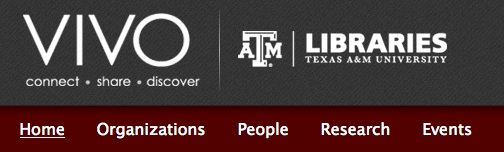 VIVO
connect • share • discover
ATM
LIBRARIES
TEXAS A&M UNIVERSITY
Home Organizations People Research Events